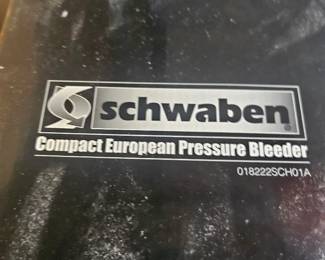 schwaben®
Compact European Pressure Bleeder
018222SCH01A